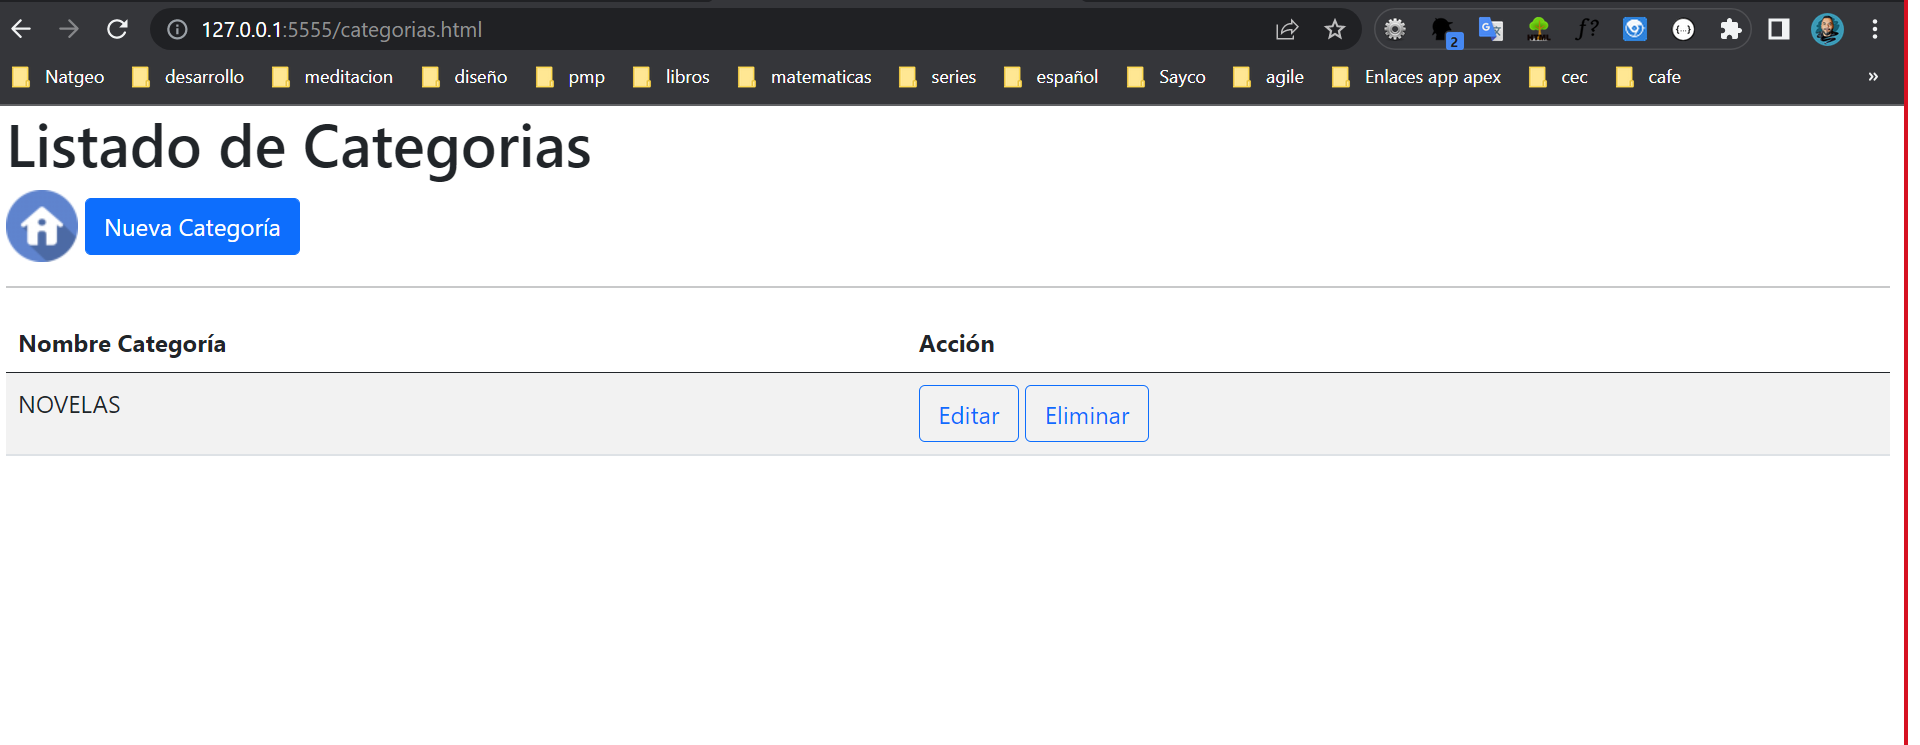 127.0.0.1:5555/categorias.html
2
Natgeo desarrollo meditacion diseño pmp libros matematicas series español Sayco agile Enlaces app apex cec cafe »
Listado de Categorias
Nueva Categoría
Nombre Categoría Acción
NOVELAS Editar Eliminar